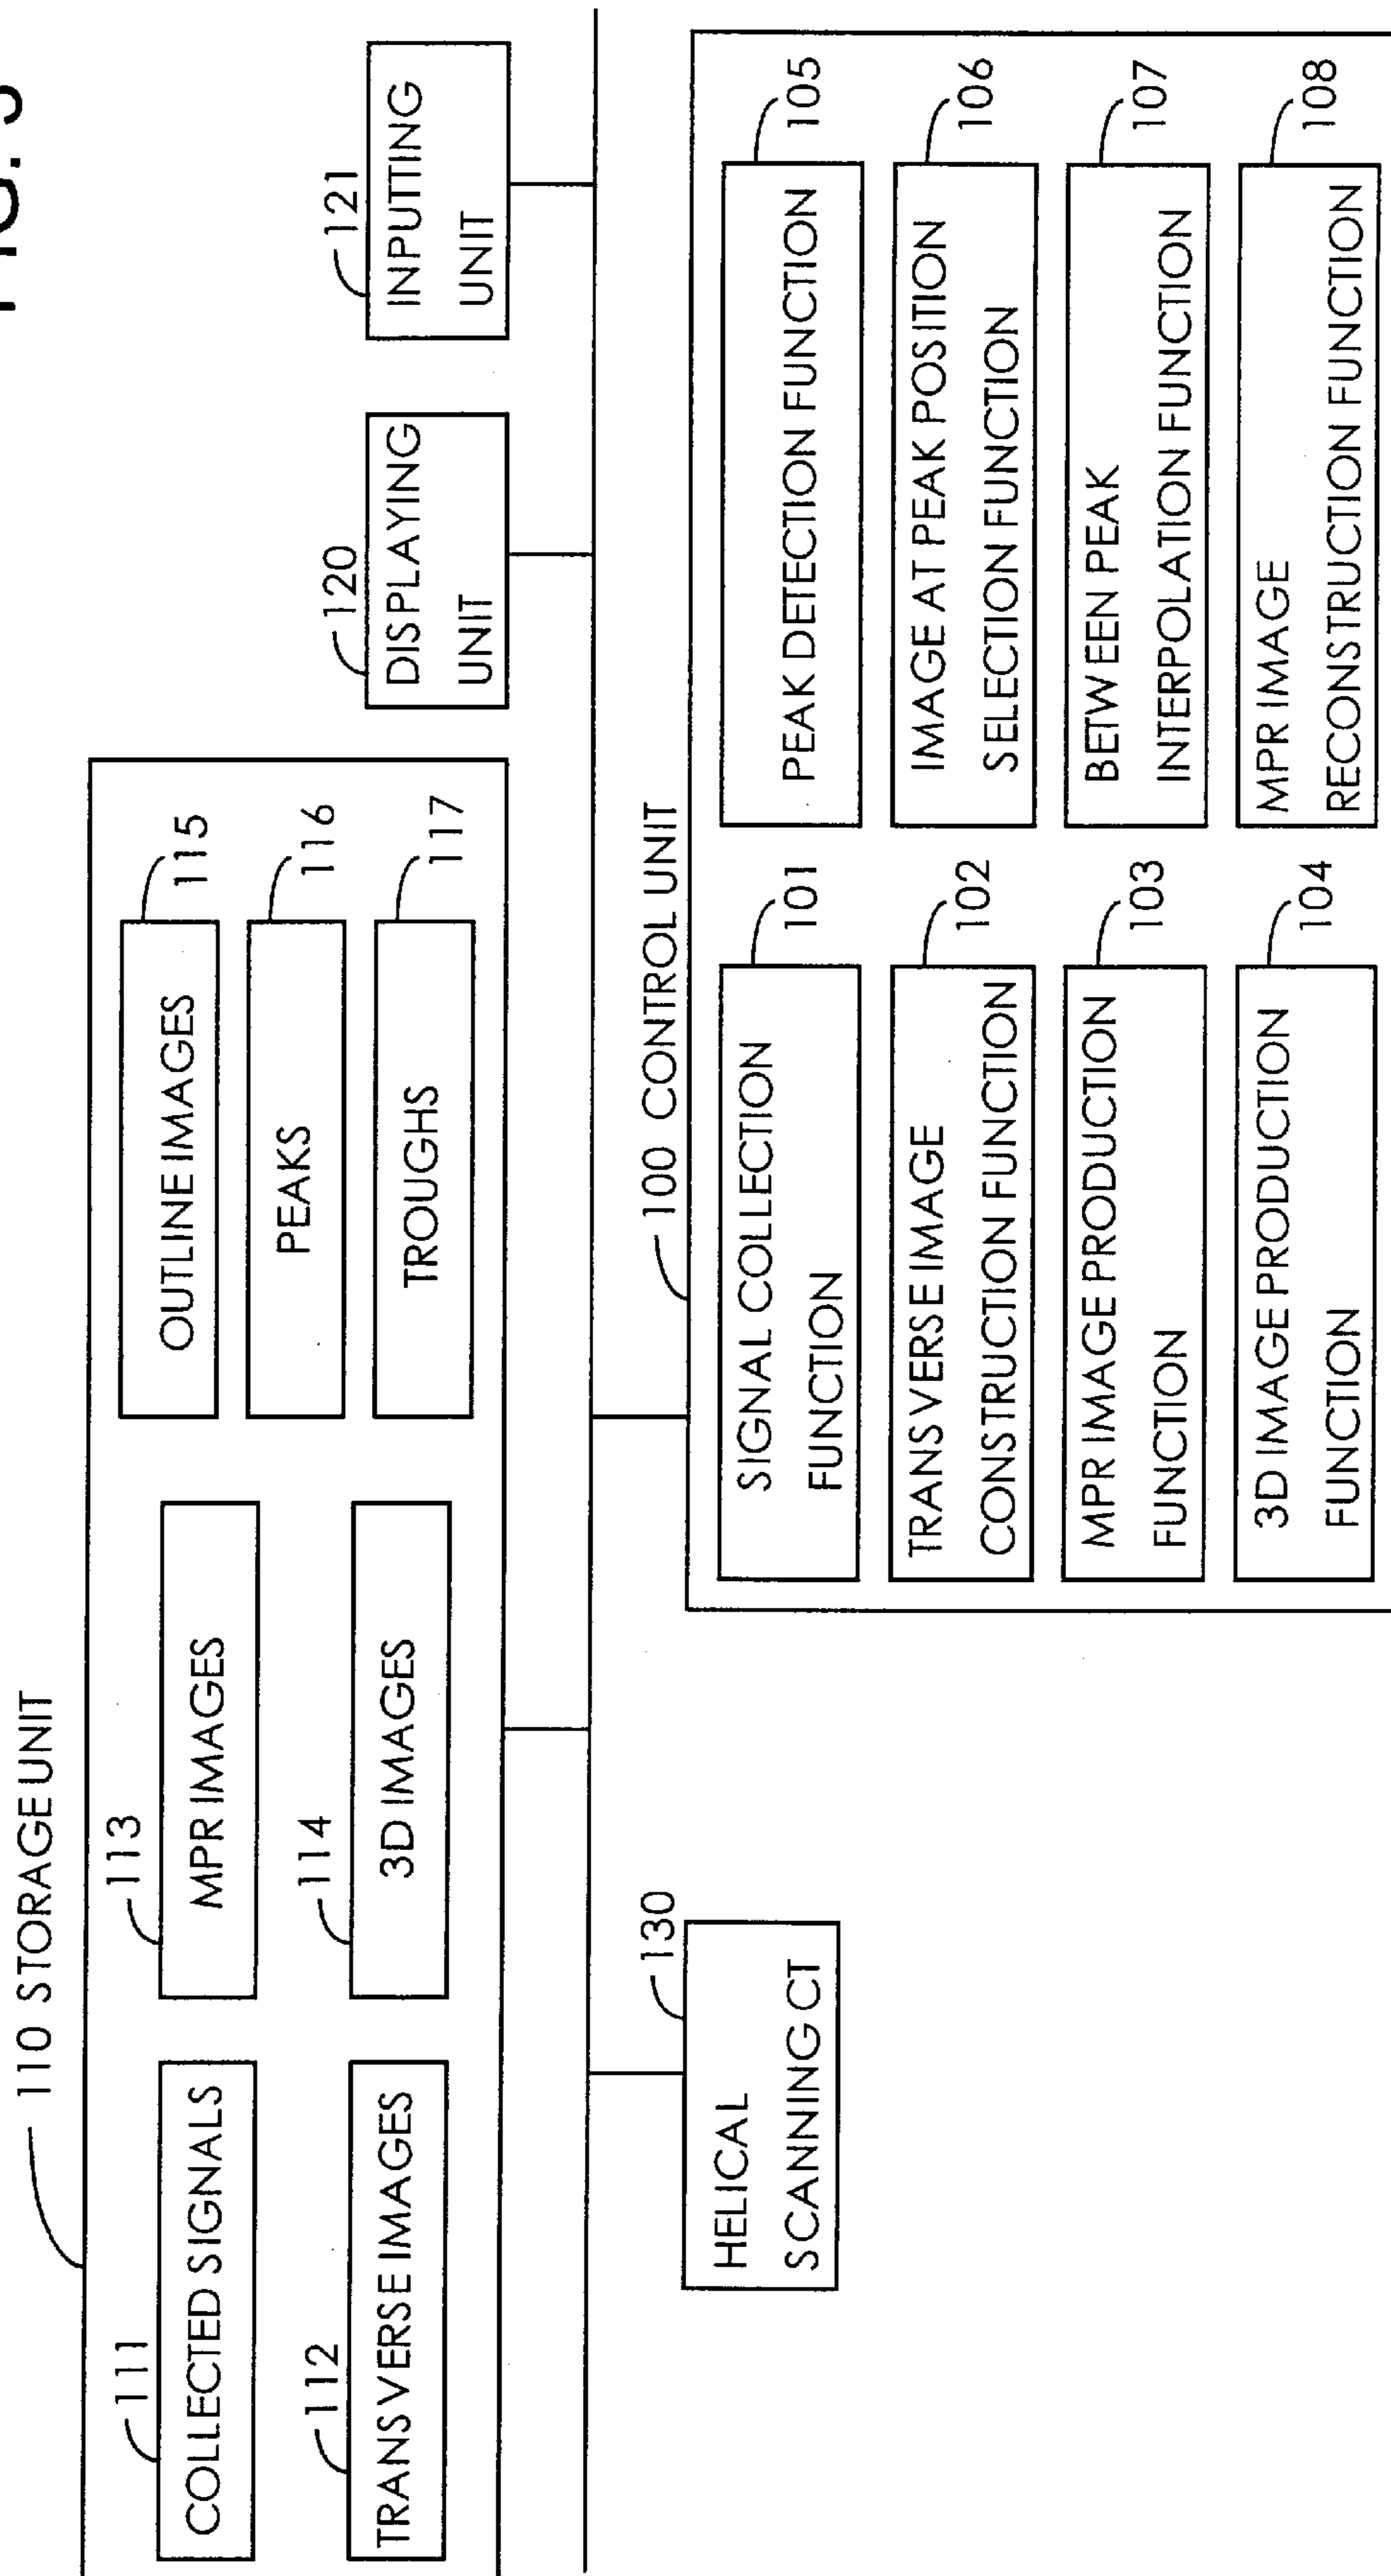 FIG. 3
110 STORAGE UNIT
111
COLLECTED SIGNALS
112
TRANSVERSE IMAGES
113
MPR IMAGES
114
3D IMAGES
OUTLINE IMAGES
115
PEAKS
116
TROUGHS
117
120
DISPLAYING
UNIT
121
INPUTTING
UNIT
130
HELICAL
SCANNING CT
100 CONTROL UNIT
SIGNAL COLLECTION
FUNCTION
101
TRANSVERSE IMAGE
CONSTRUCTION FUNCTION
102
MPR IMAGE PRODUCTION
FUNCTION
103
3D IMAGE PRODUCTION
FUNCTION
104
PEAK DETECTION FUNCTION
105
IMAGE AT PEAK POSITION
SELECTION FUNCTION
106
BETWEEN PEAK
INTERPOLATION FUNCTION
107
MPR IMAGE
RECONSTRUCTION FUNCTION
108